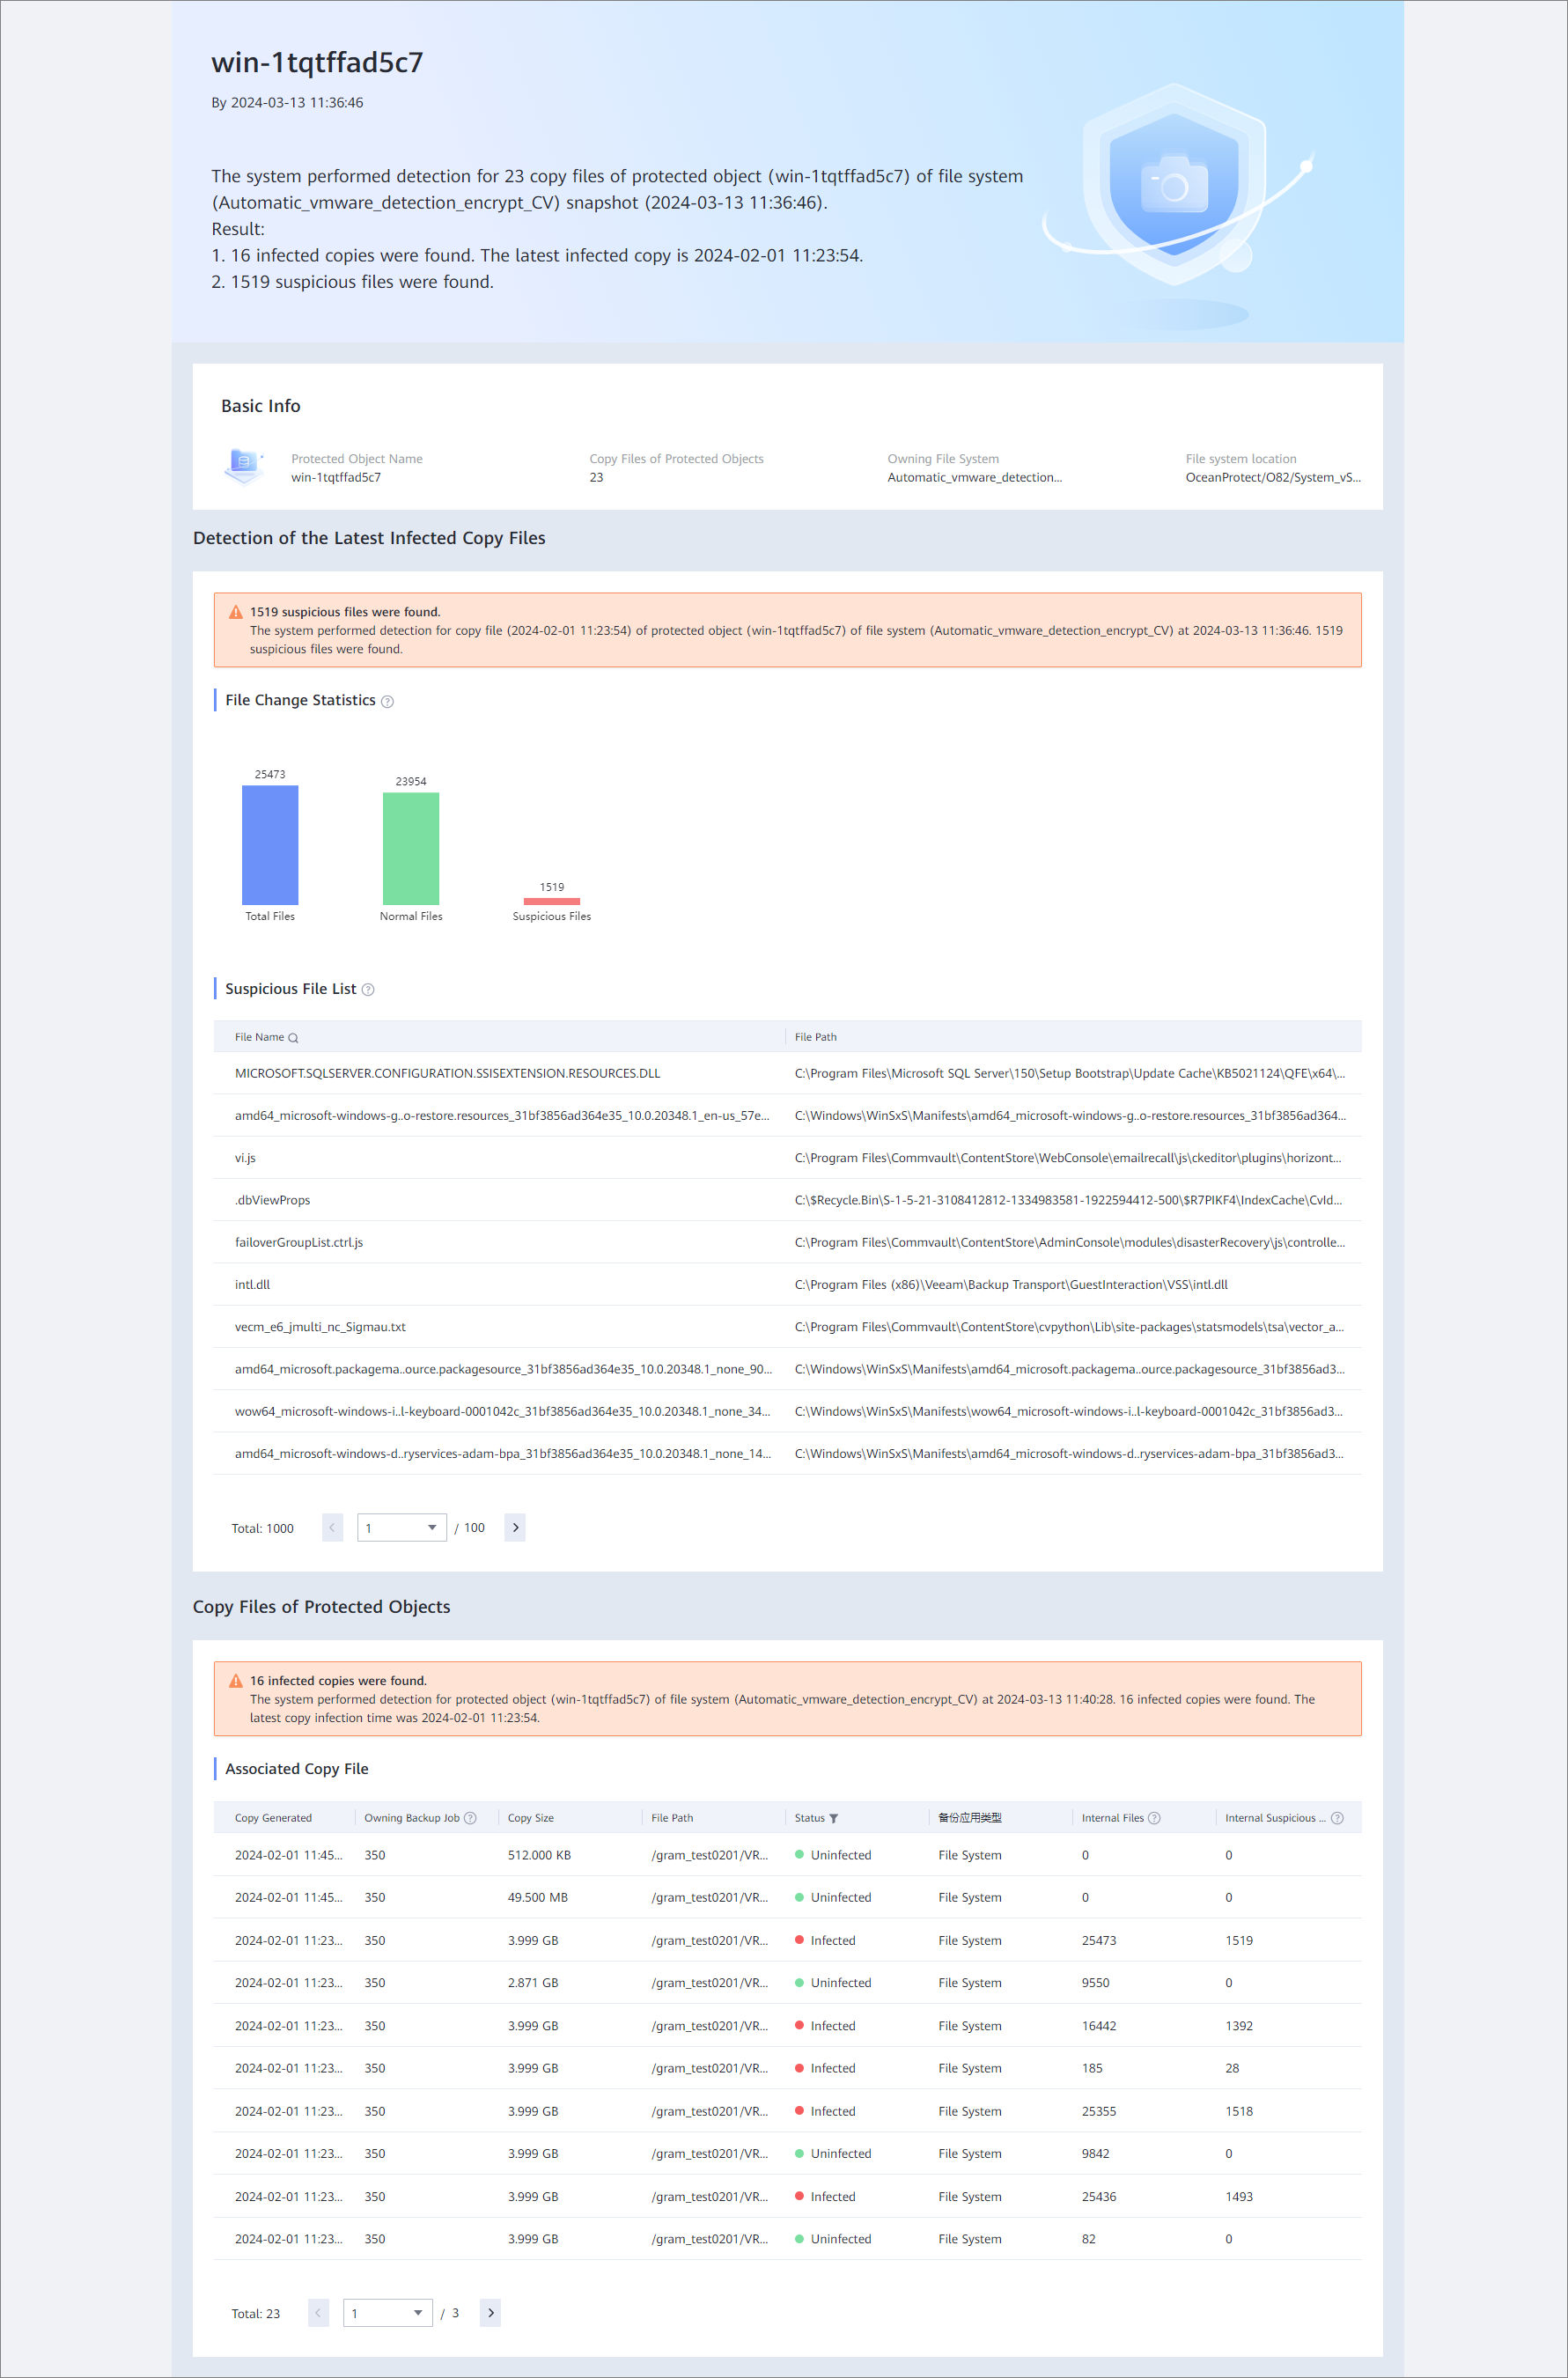 win-1tqtffad5c7
By 2024-03-13 11:36:46
The system performed detection for 23 copy files of protected object (win-1tqtffad5c7) of file system
(Automatic_vmware_detection_encrypt_CV) snapshot (2024-03-13 11:36:46).
Result:
1. 16 infected copies were found. The latest infected copy is 2024-02-01 11:23:54.
2. 1519 suspicious files were found.
Basic Info
Protected Object Name Copy Files of Protected Objects Owning File System File system location
win-1tqtffad5c7 23 Automatic_vmware_detection... OceanProtect/O82/System_vS...
Detection of the Latest Infected Copy Files
1519 suspicious files were found.
The system performed detection for copy file (2024-02-01 11:23:54) of protected object (win-1tqtffad5c7) of file system (Automatic_vmware_detection_encrypt_CV) at 2024-03-13 11:36:46. 1519
suspicious files were found.
File Change Statistics
25473 23954 1519
Total Files Normal Files Suspicious Files
Suspicious File List
File Name File Path
MICROSOFT.SQLSERVER.CONFIGURATION.SSISEXTENSION.RESOURCES.DLL C:\Program Files\Microsoft SQL Server\150\Setup Bootstrap\Update Cache\KB5021124\QFE\x64\...
amd64_microsoft-windows-g..o-restore.resources_31bf3856ad364e35_10.0.20348.1_en-us_57e... C:\Windows\WinSxS\Manifests\amd64_microsoft-windows-g..o-restore.resources_31bf3856ad364...
vi.js C:\Program Files\Commvault\ContentStore\WebConsole\emailrecall\js\ckeditor\plugins\horizont...
.dbViewProps C:\$Recycle.Bin\S-1-5-21-3108412812-1334983581-1922594412-500\$R7PIKF4\IndexCache\CvId...
failoverGroupList.ctrl.js C:\Program Files\Commvault\ContentStore\AdminConsole\modules\disasterRecovery\js\controlle...
intl.dll C:\Program Files (x86)\Veeam\Backup Transport\GuestInteraction\VSS\intl.dll
vecm_e6_jmulti_nc_Sigmau.txt C:\Program Files\Commvault\ContentStore\cvpython\Lib\site-packages\statsmodels\tsa\vector_a...
amd64_microsoft.packagema..ource.packagesource_31bf3856ad364e35_10.0.20348.1_none_90... C:\Windows\WinSxS\Manifests\amd64_microsoft.packagema..ource.packagesource_31bf3856ad3...
wow64_microsoft-windows-i..l-keyboard-0001042c_31bf3856ad364e35_10.0.20348.1_none_34... C:\Windows\WinSxS\Manifests\wow64_microsoft-windows-i..l-keyboard-0001042c_31bf3856ad3...
amd64_microsoft-windows-d..ryservices-adam-bpa_31bf3856ad364e35_10.0.20348.1_none_14... C:\Windows\WinSxS\Manifests\amd64_microsoft-windows-d..ryservices-adam-bpa_31bf3856ad3...
Total: 1000 < 1 / 100 >
Copy Files of Protected Objects
16 infected copies were found.
The system performed detection for protected object (win-1tqtffad5c7) of file system (Automatic_vmware_detection_encrypt_CV) at 2024-03-13 11:40:28. 16 infected copies were found. The
latest copy infection time was 2024-02-01 11:23:54.
Associated Copy File
Copy Generated Owning Backup Job Copy Size File Path Status 备份应用类型 Internal Files Internal Suspicious ...
2024-02-01 11:45... 350 512.000 KB /gram_test0201/VR... Uninfected File System 0 0
2024-02-01 11:45... 350 49.500 MB /gram_test0201/VR... Uninfected File System 0 0
2024-02-01 11:23... 350 3.999 GB /gram_test0201/VR... Infected File System 25473 1519
2024-02-01 11:23... 350 2.871 GB /gram_test0201/VR... Uninfected File System 9550 0
2024-02-01 11:23... 350 3.999 GB /gram_test0201/VR... Infected File System 16442 1392
2024-02-01 11:23... 350 3.999 GB /gram_test0201/VR... Infected File System 185 28
2024-02-01 11:23... 350 3.999 GB /gram_test0201/VR... Infected File System 25355 1518
2024-02-01 11:23... 350 3.999 GB /gram_test0201/VR... Uninfected File System 9842 0
2024-02-01 11:23... 350 3.999 GB /gram_test0201/VR... Infected File System 25436 1493
2024-02-01 11:23... 350 3.999 GB /gram_test0201/VR... Uninfected File System 82 0
Total: 23 < 1 / 3 >